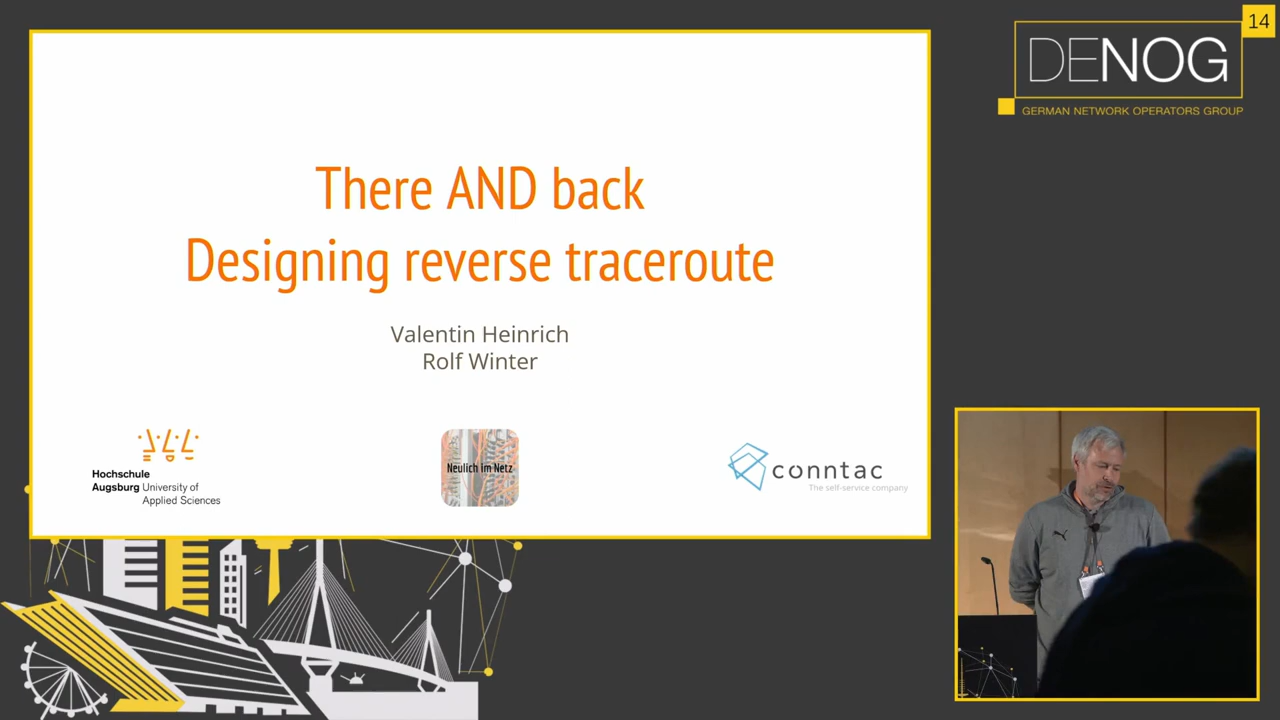 14
DENOG
GERMAN NETWORK OPERATORS GROUP
There AND back
Designing reverse traceroute
Valentin Heinrich
Rolf Winter
Hochschule
Augsburg University of
Applied Sciences
Neulich im Netz
conntac
The self-service company